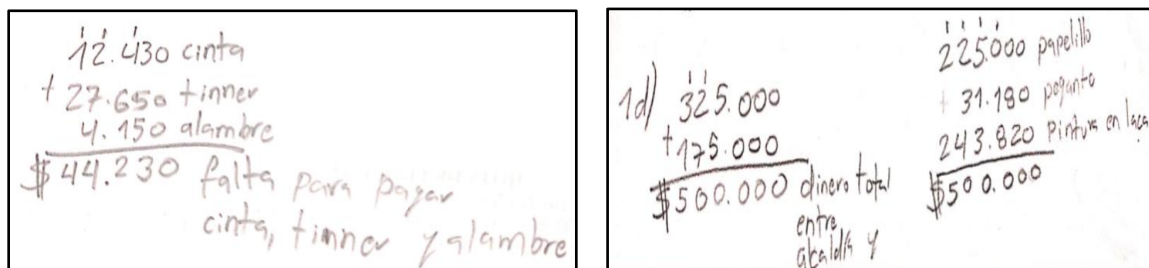 12.430 cinta
+ 27.650 tinner
4.150 alambre
$ 44.230 falta para pagar
cinta, tinner y alambre
1d) 325.000
+ 175.000
$500.000 dinero total
entre
alcaldía y
225.000 papelillo
+ 31.180 pegante
243.820 pintura en laca
$500.000